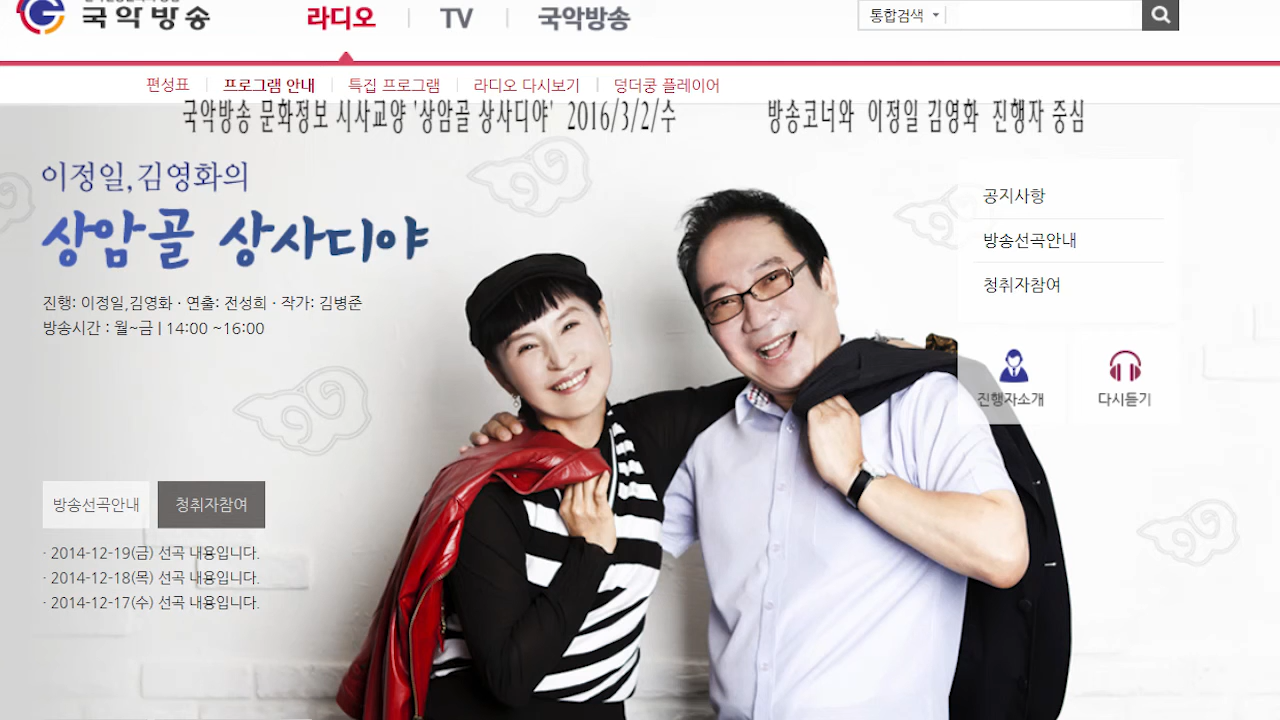 국악방송
라디오
TV
국악방송
통합검색
편성표
프로그램 안내
특집 프로그램
라디오 다시보기
덩더쿵 플레이어
국악방송 문화정보 시사교양 '상암골 상사디야' 2016/3/2/수 방송코너와 이정일 김영화 진행자 중심
이정일,김영화의
상암골 상사디야
진행: 이정일,김영화 · 연출: 전성희 · 작가: 김병준
방송시간 : 월~금 | 14:00 ~16:00
공지사항
방송선곡안내
청취자참여
진행자소개
다시듣기
방송선곡안내
청취자참여
· 2014-12-19(금) 선곡 내용입니다.
· 2014-12-18(목) 선곡 내용입니다.
· 2014-12-17(수) 선곡 내용입니다.